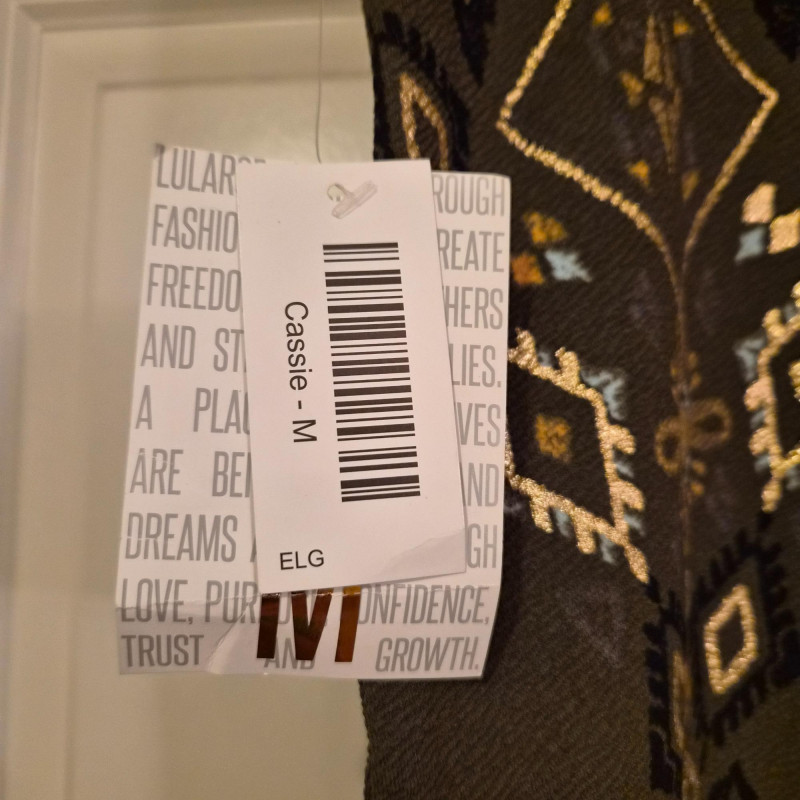 LULAR ROUGH
FASHIO REATE
FREEDO HERS
AND ST LIES.
A PLA VES
ARE BE AND
DREAMS GH
LOVE, PUR ONFIDENCE,
TRUST AND GROWTH.
Cassie - M
ELG
M